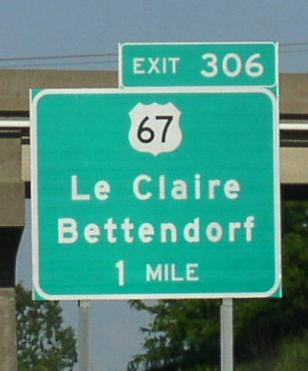 EXIT 306
67
Le Claire
Bettendorf
1 MILE